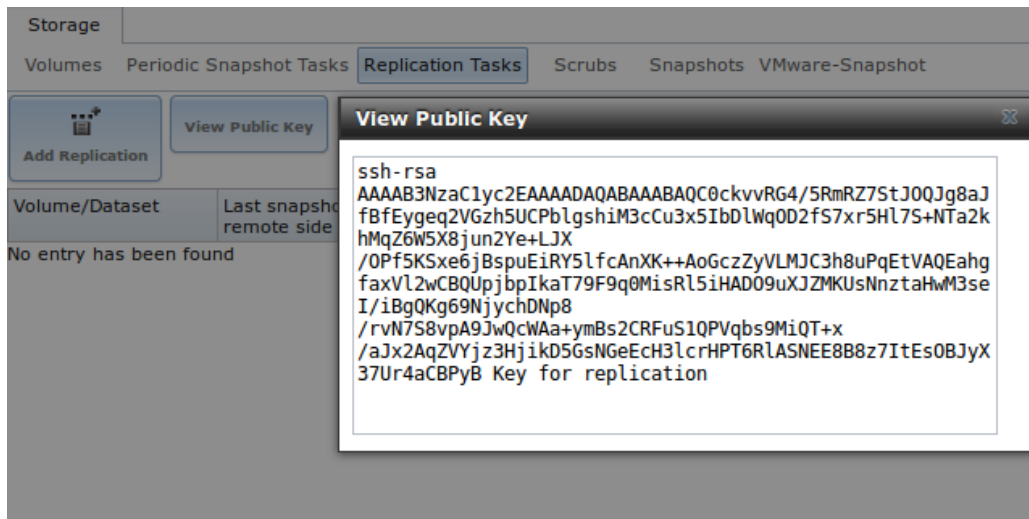 Storage
Volumes Periodic Snapshot Tasks Replication Tasks Scrubs Snapshots VMware-Snapshot
Add Replication
View Public Key
Volume/Dataset
Last snapsho
remote side
No entry has been found
View Public Key
ssh-rsa
AAAAB3NzaC1yc2EAAAADAQABAAABAQC0ckvvRG4/5RmRZ7StJOQJg8aJ
fBfEygeq2VGzh5UCPblgshiM3cCu3x5IbDlWqOD2fS7xr5Hl7S+NTa2k
hMqZ6W5X8jun2Ye+LJX
/OPf5KSxe6jBspuEiRY5lfcAnXK++AoGczZyVLMJC3h8uPqEtVAQEahg
faxVl2wCBQUpjbpIkaT79F9q0MisRl5iHADO9uXJZMKUsNnztaHwM3se
I/iBgQKg69NjychDNp8
/rvN7S8vpA9JwQcWAa+ymBs2CRFuS1QPVqbs9MiQT+x
/aJx2AqZVYjz3HjikD5GsNGeEcH3lcrHPT6RlASNEE8B8z7ItEsOBJyX
37Ur4aCBPyB Key for replication